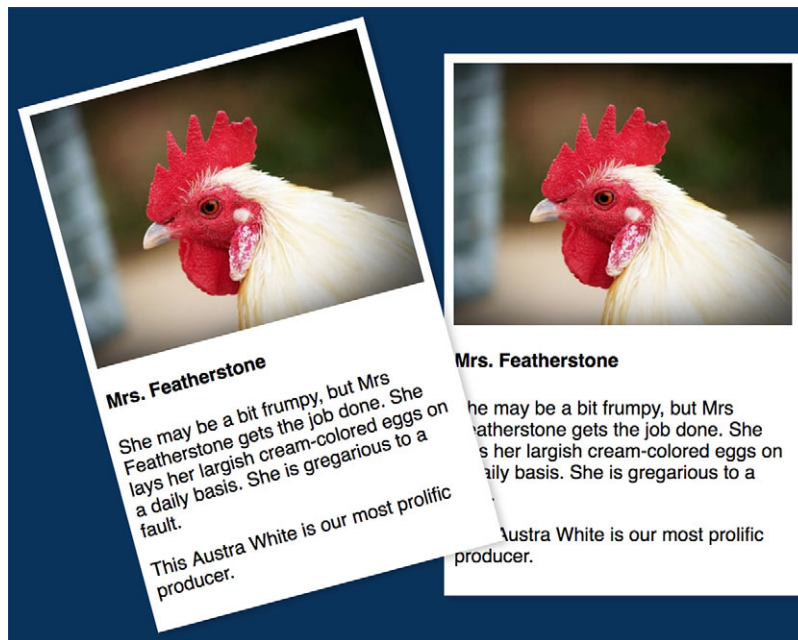 Mrs. Featherstone
She may be a bit frumpy, but Mrs
Featherstone gets the job done. She
lays her largish cream-colored eggs on
a daily basis. She is gregarious to a
fault.
This Austra White is our most prolific
producer.
Mrs. Featherstone
he may be a bit frumpy, but Mrs
eatherstone gets the job done. She
s her largish cream-colored eggs on
aily basis. She is gregarious to a
.
Austra White is our most prolific
producer.